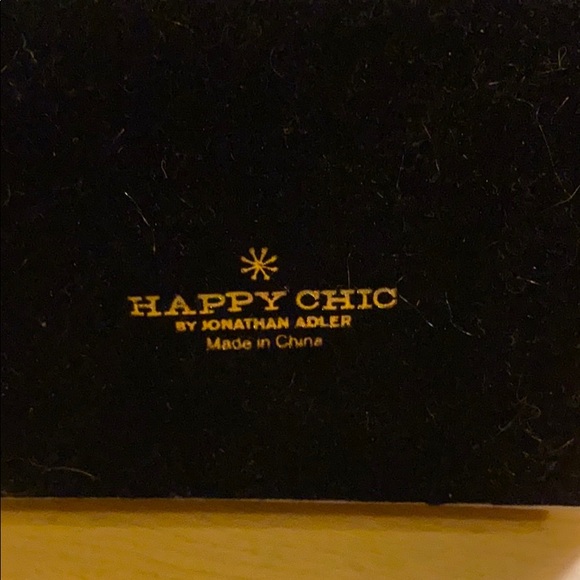 HAPPY CHIC
BY JONATHAN ADLER
Made in China